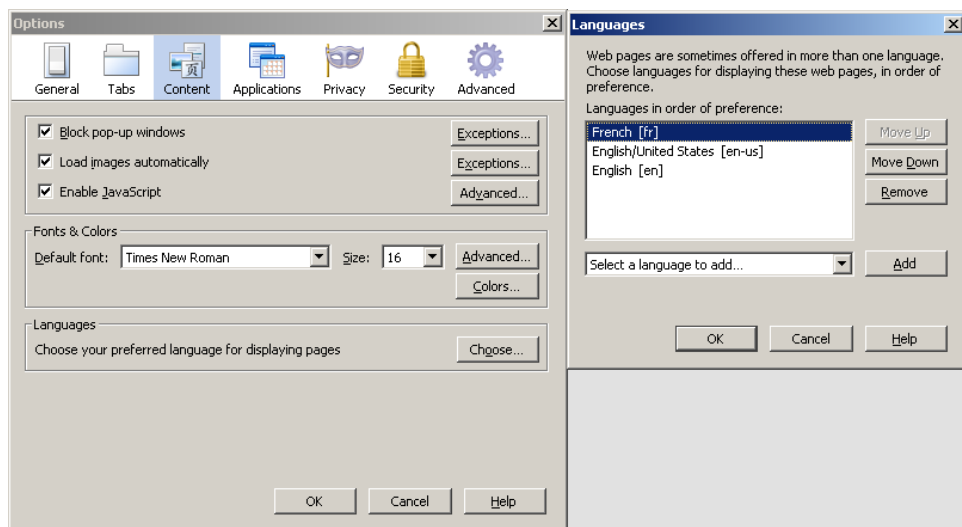 Options
General Tabs Content Applications Privacy Security Advanced
Block pop-up windows Exceptions...
Load images automatically Exceptions...
Enable JavaScript Advanced...
Fonts & Colors
Default font: Times New Roman Size: 16 Advanced...
Colors...
Languages
Choose your preferred language for displaying pages Choose...
OK Cancel Help
Languages
Web pages are sometimes offered in more than one language.
Choose languages for displaying these web pages, in order of
preference.
Languages in order of preference:
French [fr] Move Up
English/United States [en-us] Move Down
English [en]
Remove
Select a language to add... Add
OK Cancel Help